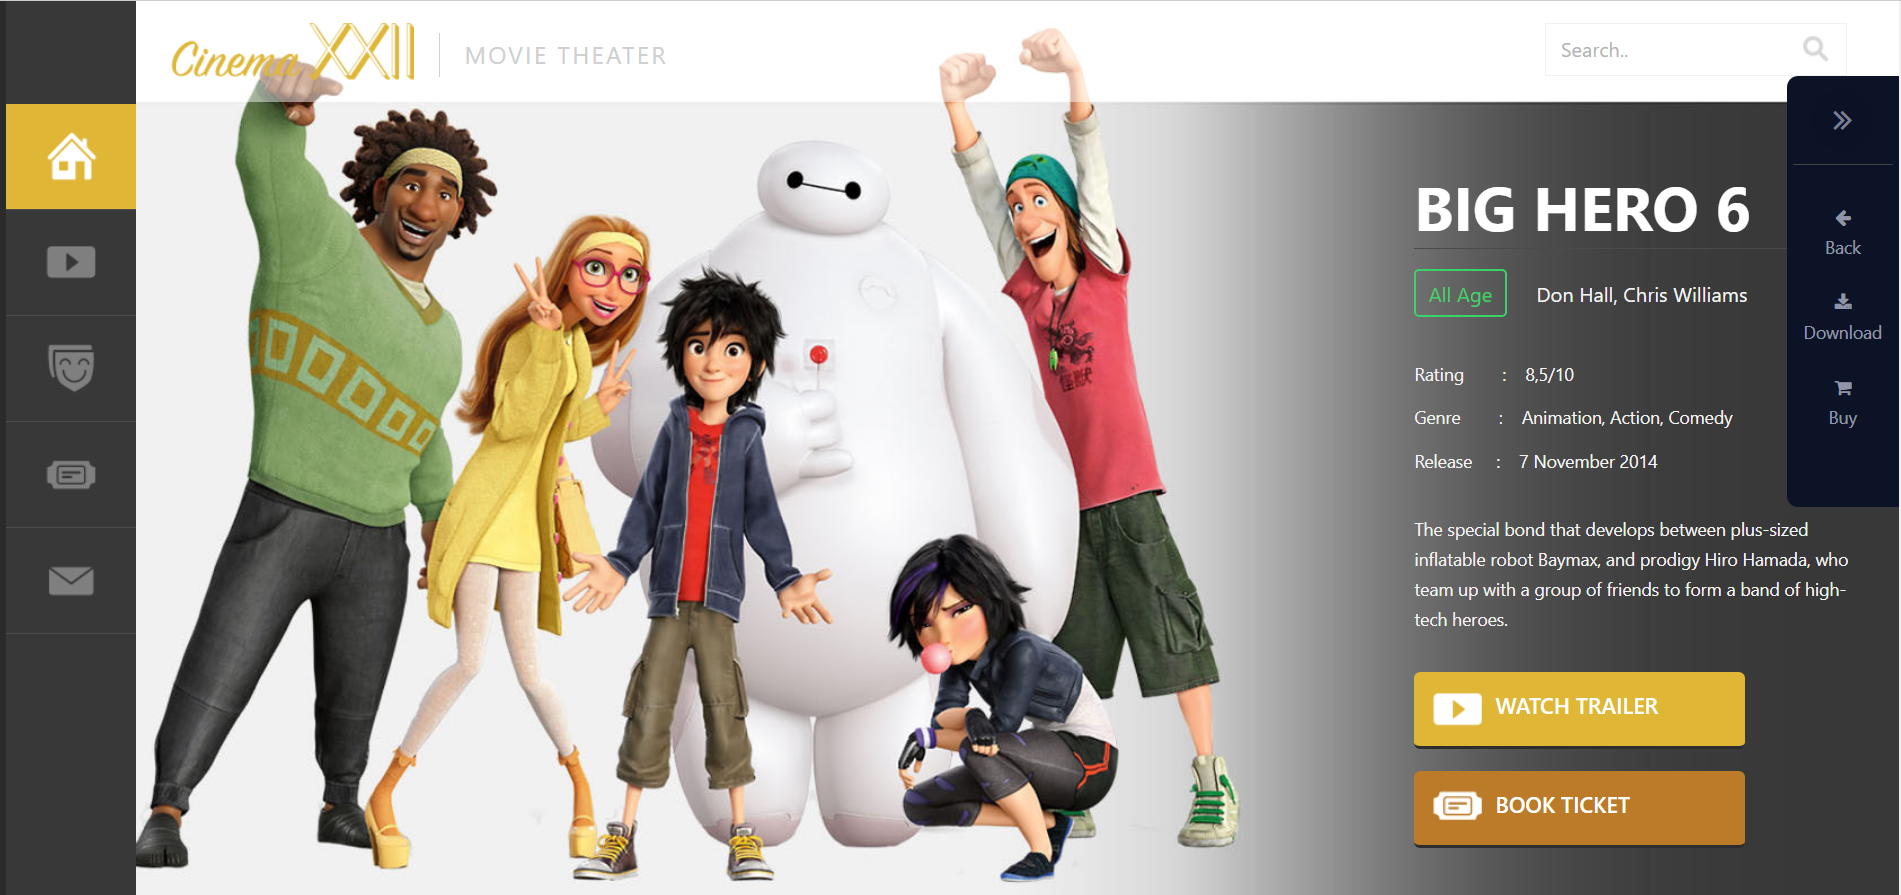 Cinema XXII
MOVIE THEATER
Search..
BIG HERO 6
All Age
Don Hall, Chris Williams
Rating : 8,5/10
Genre : Animation, Action, Comedy
Release : 7 November 2014
The special bond that develops between plus-sized
inflatable robot Baymax, and prodigy Hiro Hamada, who
team up with a group of friends to form a band of high-
tech heroes.
WATCH TRAILER
BOOK TICKET
Back
Download
Buy